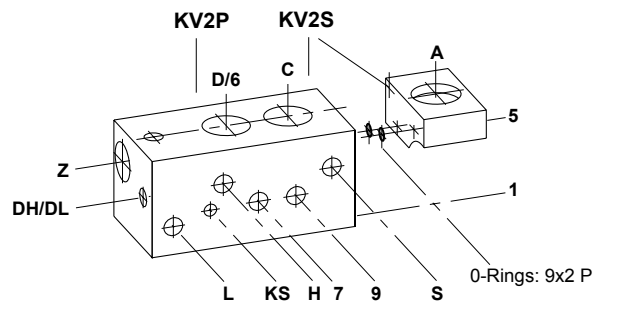 KV2P KV2S
D/6 C A
5
Z
DH/DL
1
0-Rings: 9x2 P
L KS H 7 9 S